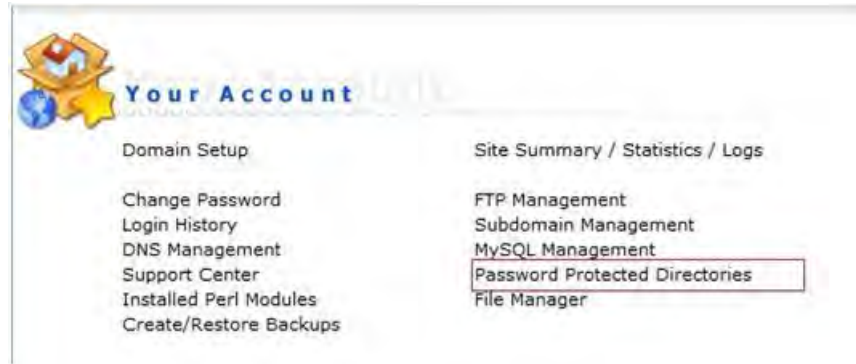 Your Account
Domain Setup
Site Summary / Statistics / Logs
Change Password
FTP Management
Login History
Subdomain Management
DNS Management
MySQL Management
Support Center
Password Protected Directories
Installed Perl Modules
File Manager
Create/Restore Backups